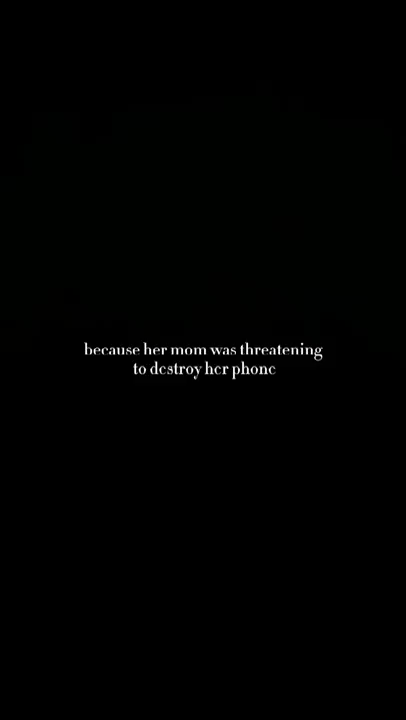 because her mom was threatening
to destroy her phone